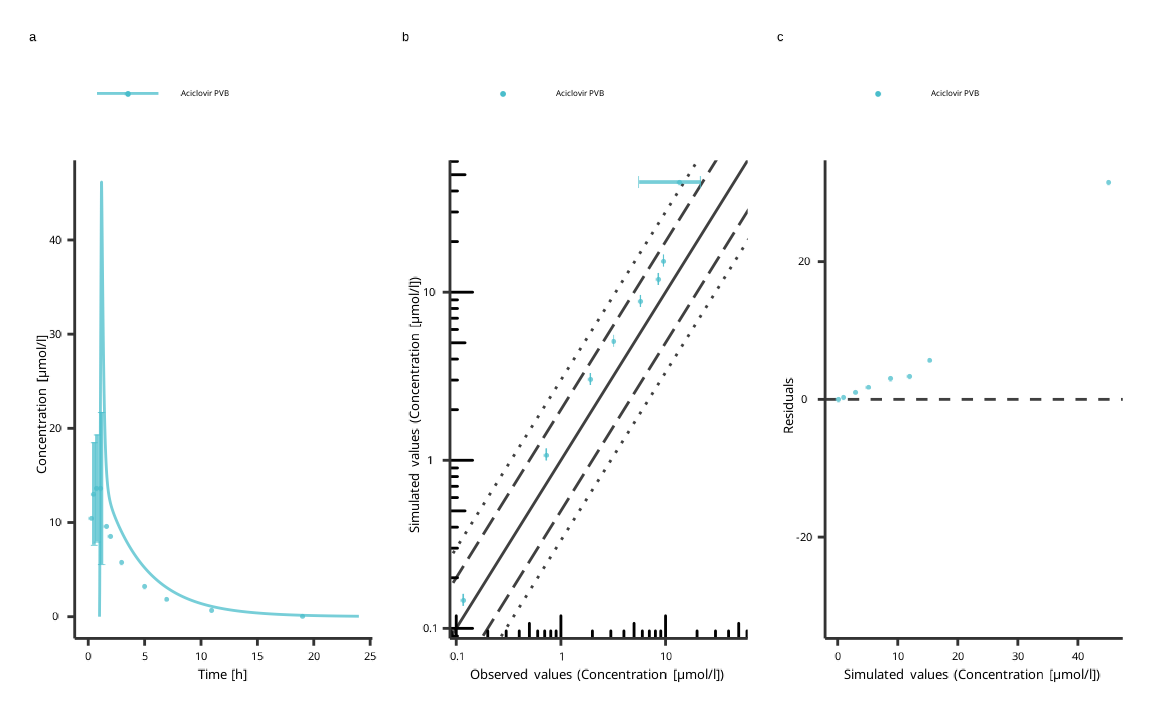 a
b
c
Aciclovir PVB
Aciclovir PVB
Aciclovir PVB
Concentration [µmol/l]
40
30
20
10
0
0
5
10
15
20
25
Time [h]
Simulated values (Concentration [µmol/l])
10
1
0.1
0.1
1
10
Observed values (Concentration [µmol/l])
Residuals
20
0
-20
0
10
20
30
40
Simulated values (Concentration [µmol/l])